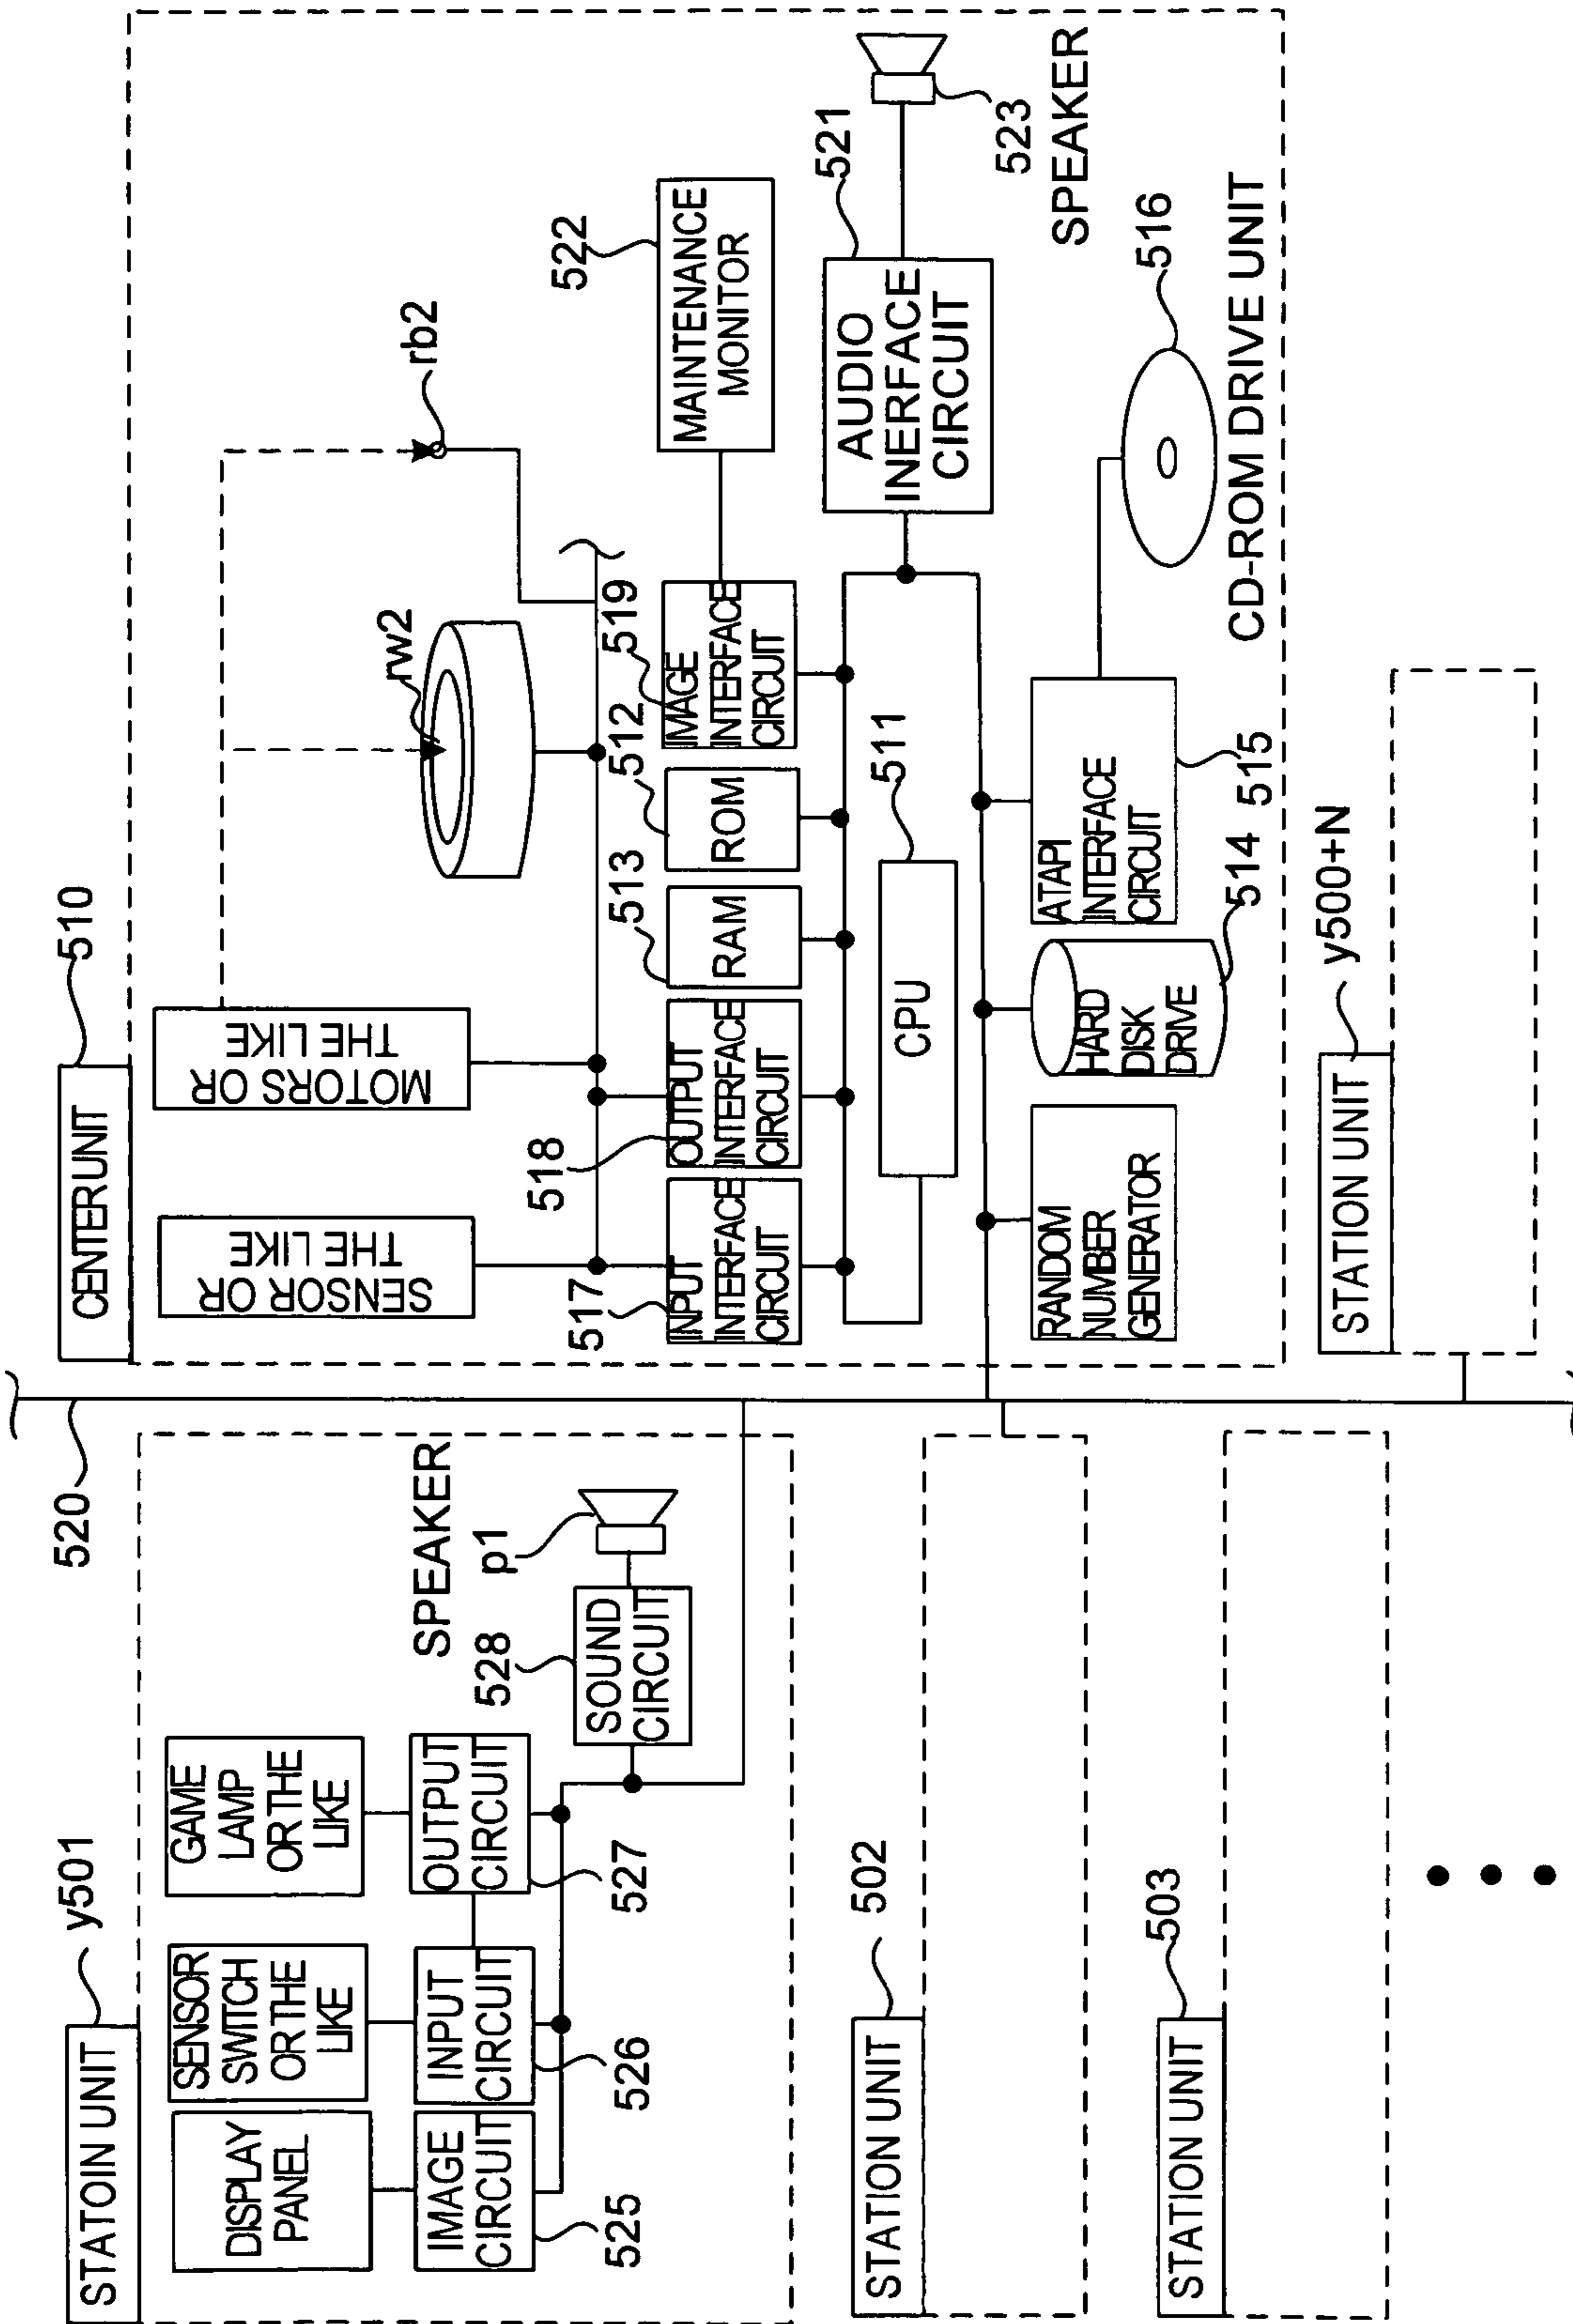 STATOIN UNIT
y501
DISPLAY
PANEL
SENSOR
SWITCH
OR THE
LIKE
GAME
LAMP
OR THE
LIKE
IMAGE
CIRCUIT
525
INPUT
CIRCUIT
526
OUTPUT
CIRCUIT
527
SOUND
CIRCUIT
528
SPEAKER
p1
STATION UNIT
502
STATION UNIT
503
520
CENTER UNIT
510
SENSOR OR
THE LIKE
MOTORS OR
THE LIKE
rw2
rb2
517
INPUT
INTERFACE
CIRCUIT
518
OUTPUT
INTERFACE
CIRCUIT
513
RAM
512
ROM
519
IMAGE
INTERFACE
CIRCUIT
522
MAINTENANCE
MONITOR
CPU
511
AUDIO
INERFACE
CIRCUIT
521
523
SPEAKER
RANDOM
NUMBER
GENERATOR
HARD
DISK
DRIVE
514
ATAPI
INTERFACE
CIRCUIT
515
516
CD-ROM DRIVE UNIT
STATION UNIT
y500+N